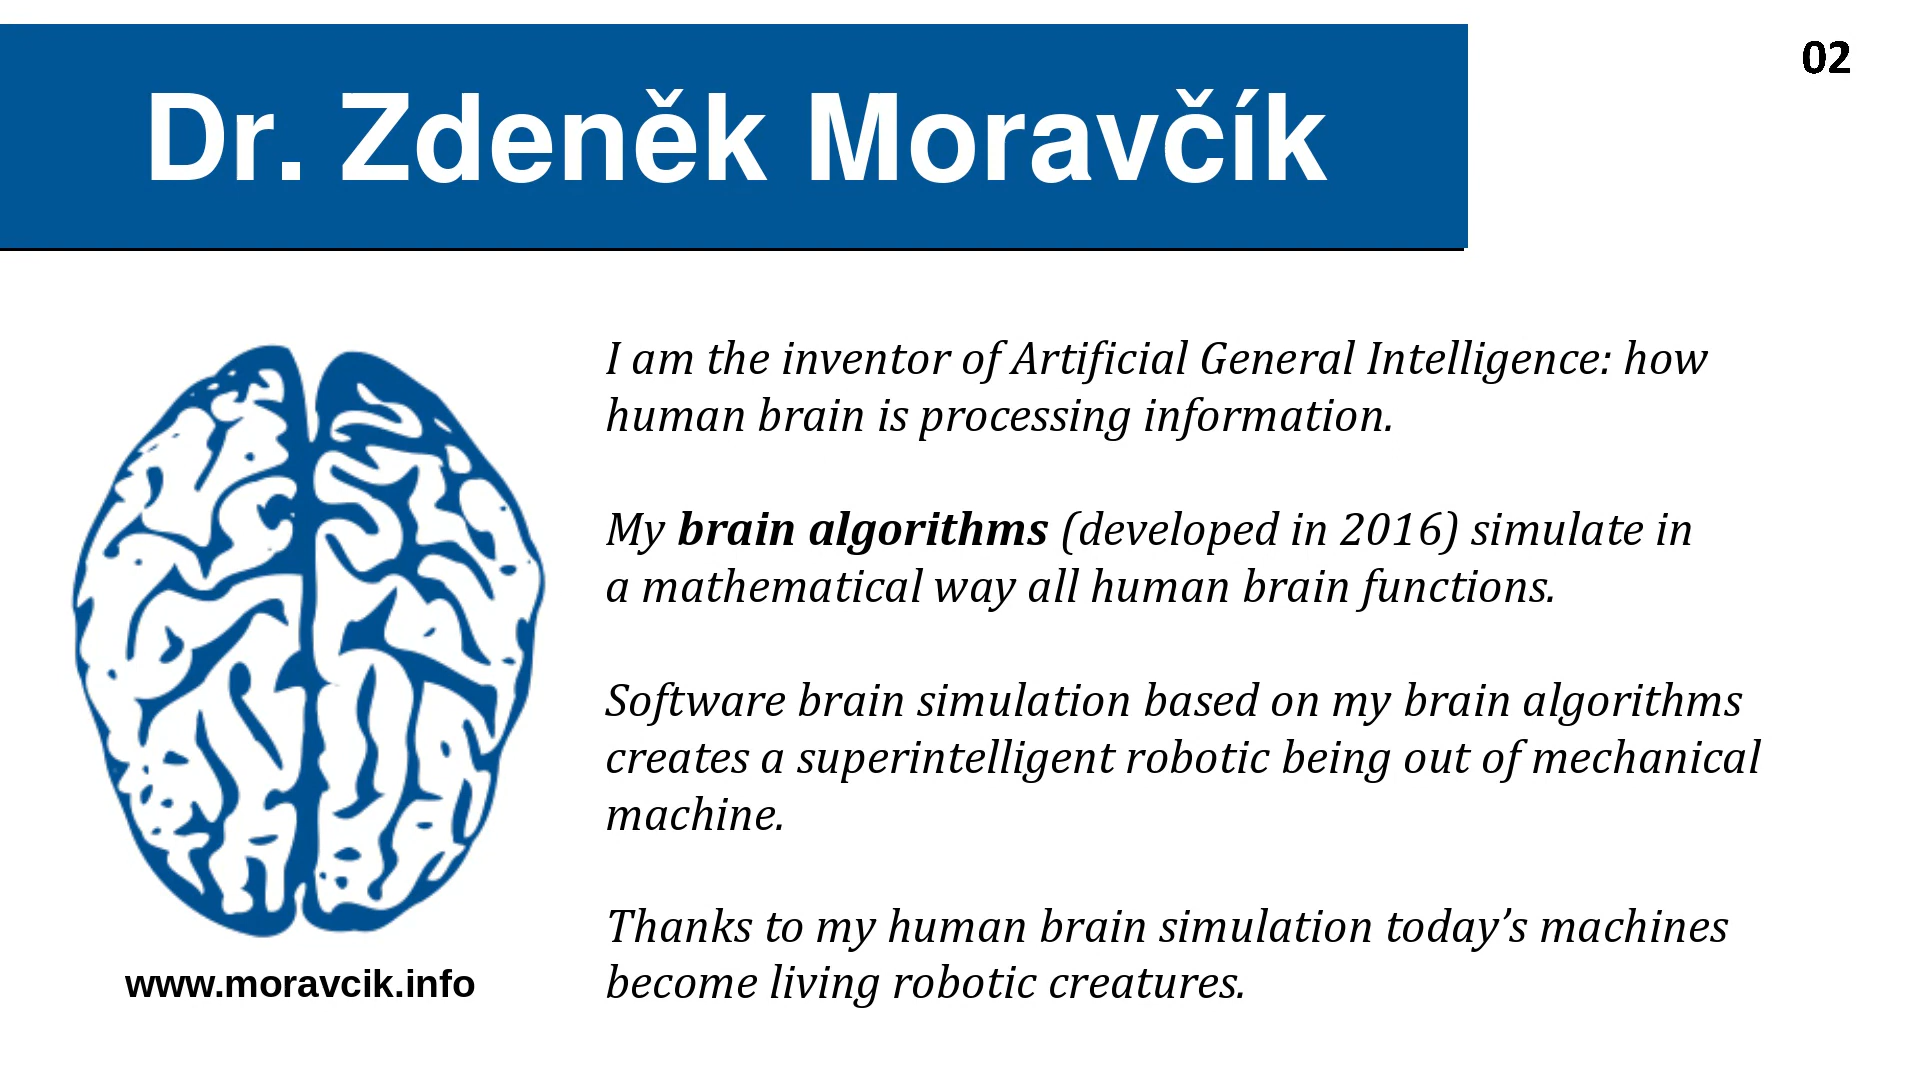 Dr. Zdeněk Moravčík
02
I am the inventor of Artificial General Intelligence: how
human brain is processing information.
My brain algorithms (developed in 2016) simulate in
a mathematical way all human brain functions.
Software brain simulation based on my brain algorithms
creates a superintelligent robotic being out of mechanical
machine.
Thanks to my human brain simulation today’s machines
become living robotic creatures.
www.moravcik.info